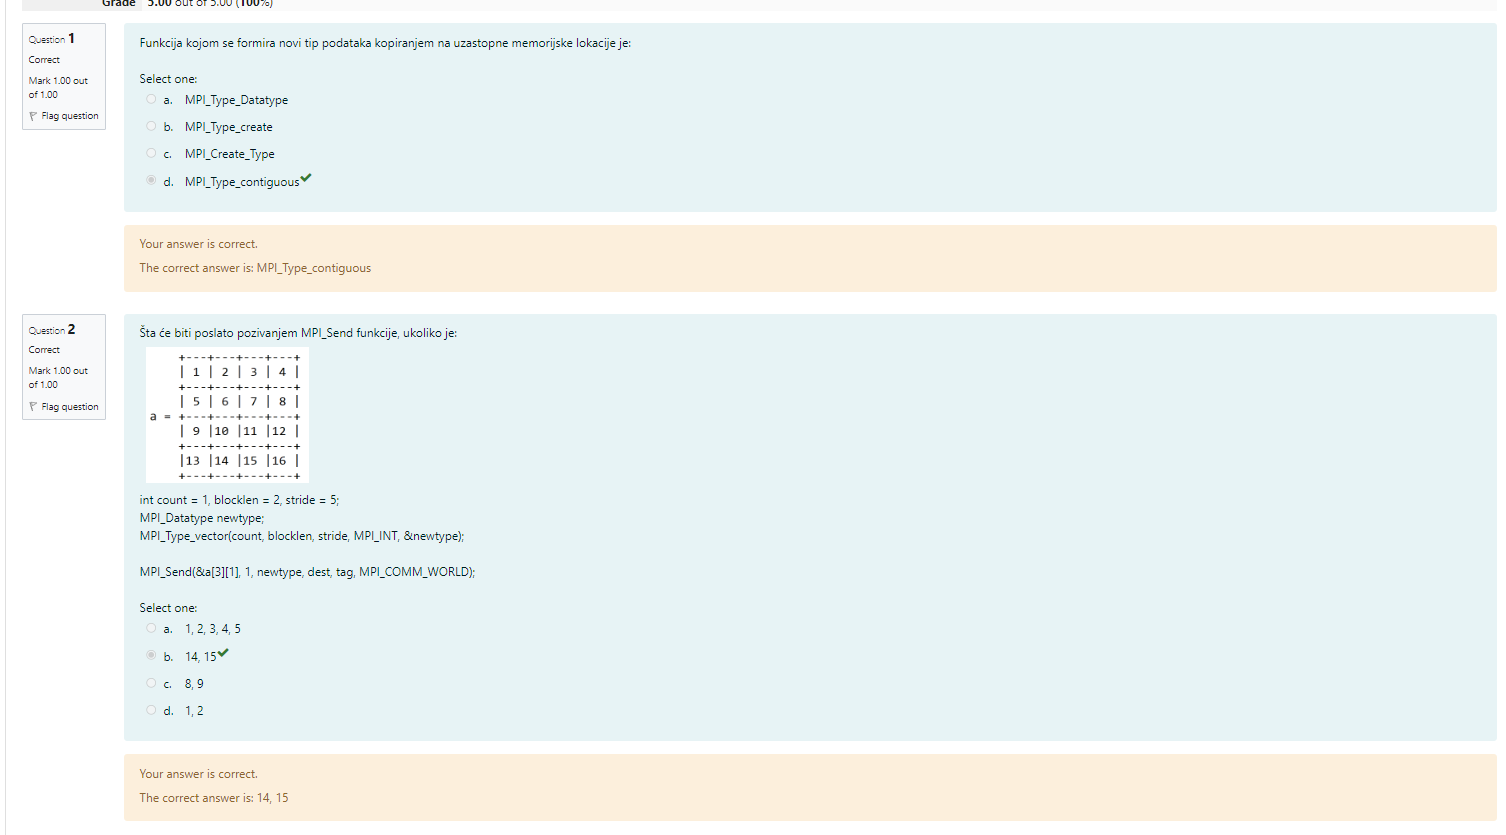 Grade 5.00 out of 5.00 (100%)
Question 1
Correct
Mark 1.00 out
of 1.00
Flag question
Funkcija kojom se formira novi tip podataka kopiranjem na uzastopne memorijske lokacije je:
Select one:
a. MPI_Type_Datatype
b. MPI_Type_create
c. MPI_Create_Type
d. MPI_Type_contiguous
Your answer is correct.
The correct answer is: MPI_Type_contiguous
Question 2
Correct
Mark 1.00 out
of 1.00
Flag question
Šta će biti poslato pozivanjem MPI_Send funkcije, ukoliko je:
+---+---+---+---+
| 1 | 2 | 3 | 4 |
+---+---+---+---+
| 5 | 6 | 7 | 8 |
a = +---+---+---+---+
| 9 |10 |11 |12 |
+---+---+---+---+
|13 |14 |15 |16 |
+---+---+---+---+
int count = 1, blocklen = 2, stride = 5;
MPI_Datatype newtype;
MPI_Type_vector(count, blocklen, stride, MPI_INT, &newtype);
MPI_Send(&a[3][1], 1, newtype, dest, tag, MPI_COMM_WORLD);
Select one:
a. 1, 2, 3, 4, 5
b. 14, 15
c. 8, 9
d. 1, 2
Your answer is correct.
The correct answer is: 14, 15